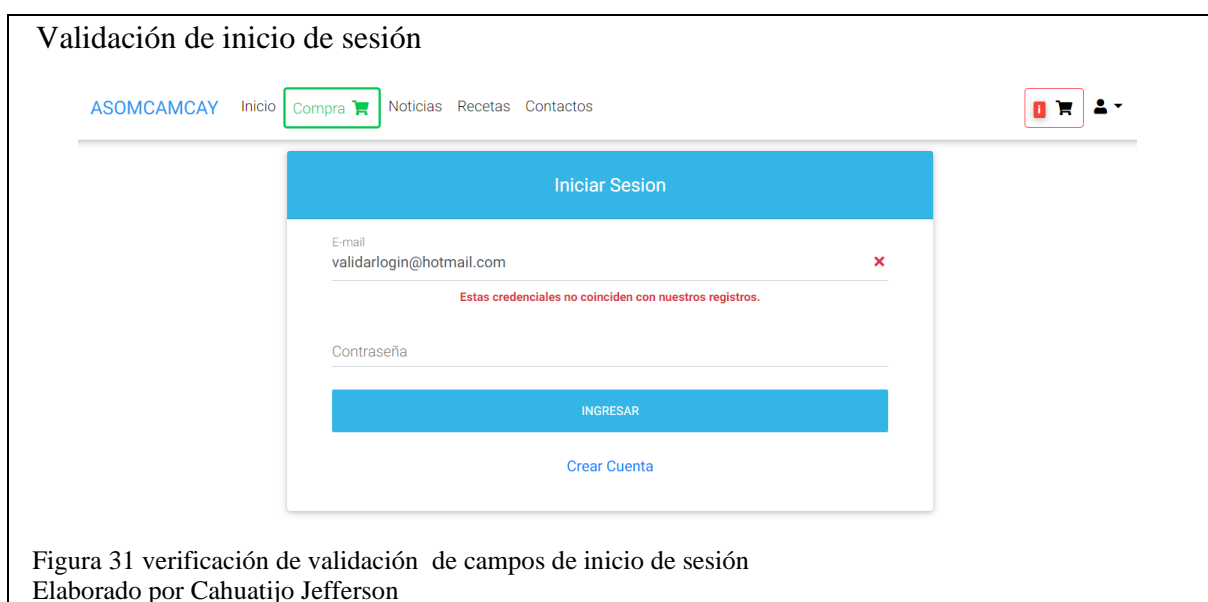 Validación de inicio de sesión
ASOMCAMCAY Inicio Compra Noticias Recetas Contactos
Iniciar Sesion
E-mail
validarlogin@hotmail.com
Estas credenciales no coinciden con nuestros registros.
Contraseña
INGRESAR
Crear Cuenta
Figura 31 verificación de validación de campos de inicio de sesión
Elaborado por Cahuatijo Jefferson